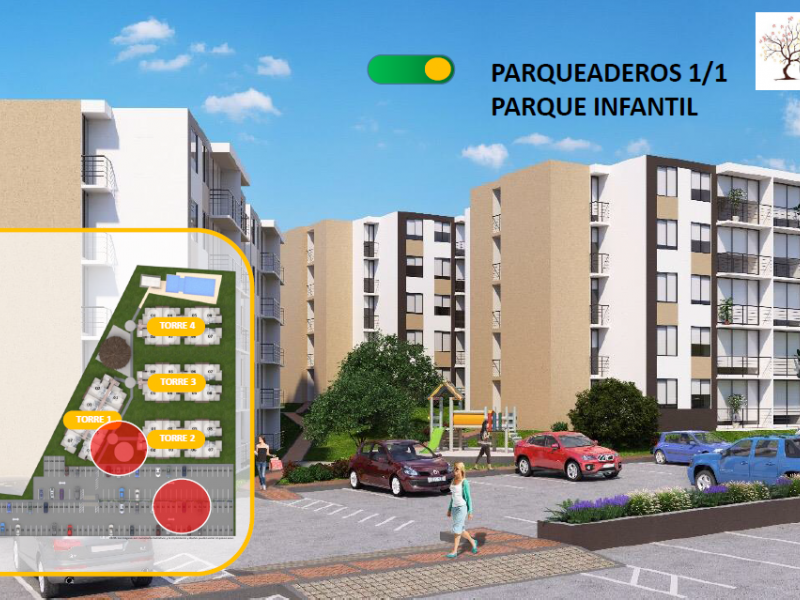 PARQUEADEROS 1/1
PARQUE INFANTIL
TORRE 4
TORRE 3
TORRE 1
TORRE 2